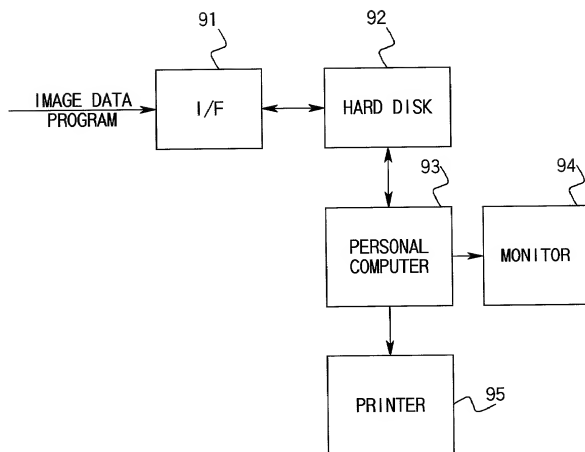 91
92
IMAGE DATA
PROGRAM
I/F
HARD DISK
93
94
PERSONAL
COMPUTER
MONITOR
PRINTER
95